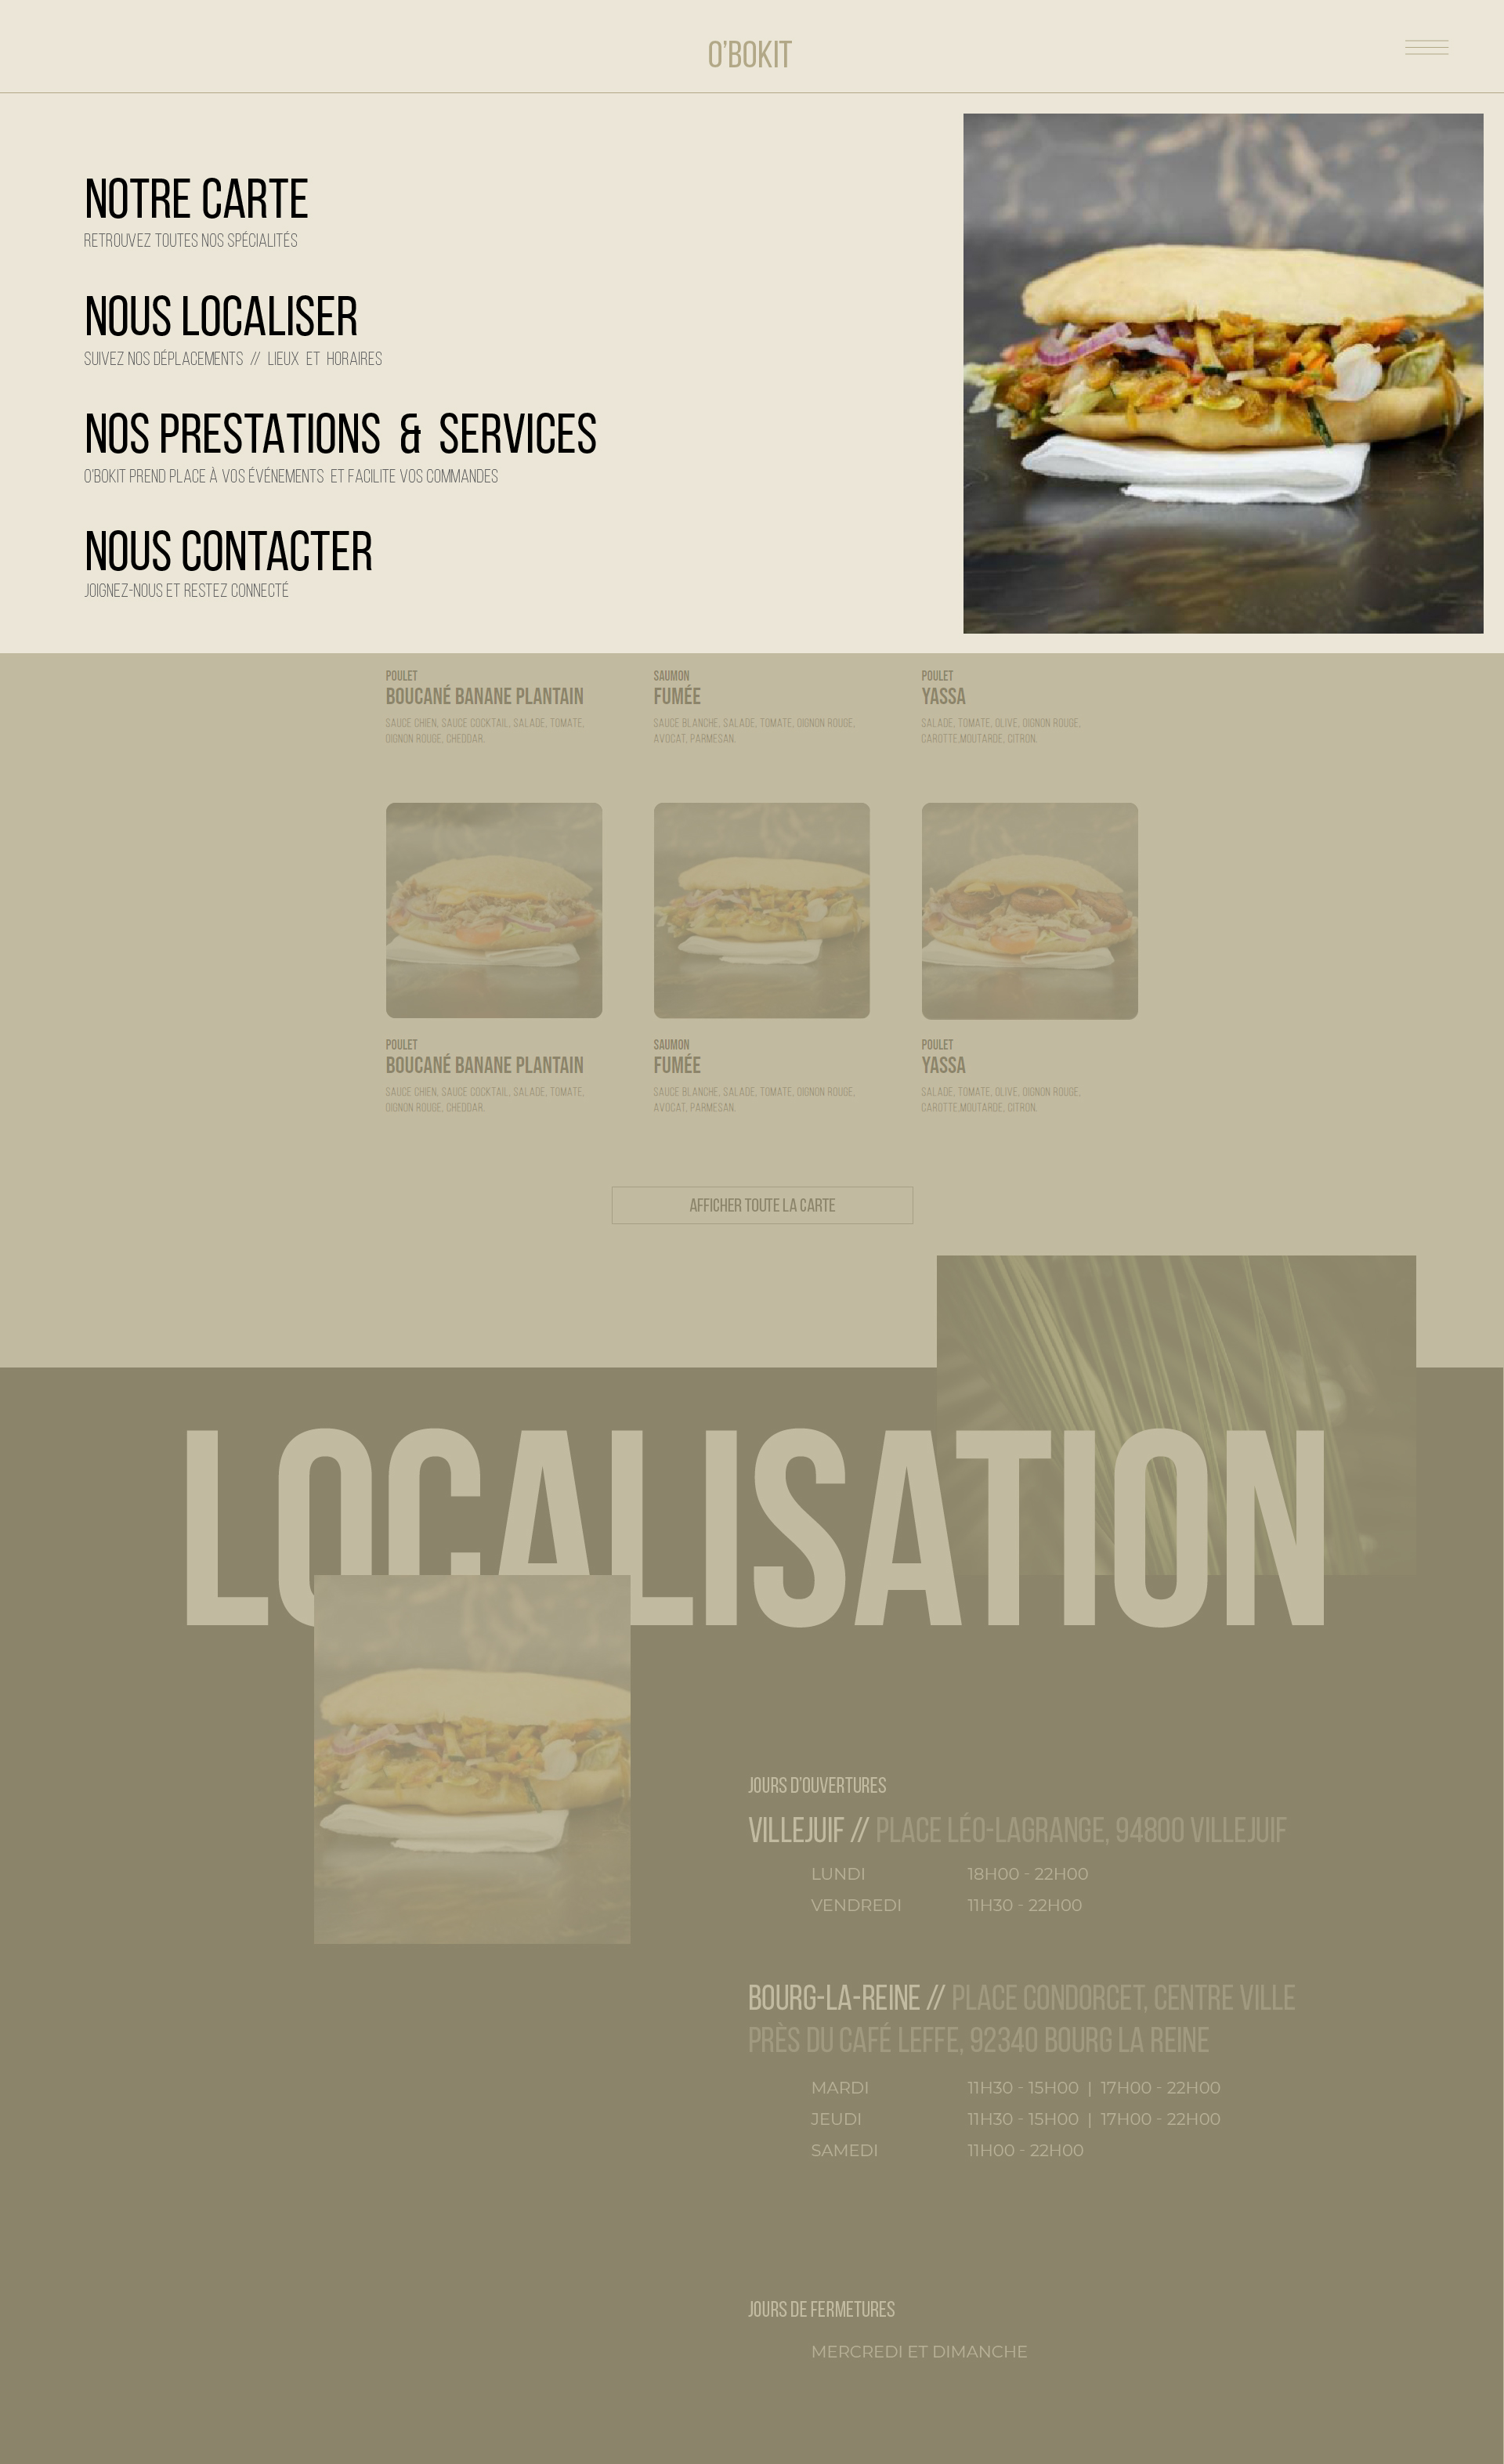 O'BOKIT
NOTRE CARTE
RETROUVEZ TOUTES NOS SPÉCIALITÉS
NOUS LOCALISER
SUIVEZ NOS DÉPLACEMENTS // LIEUX ET HORAIRES
NOS PRESTATIONS & SERVICES
O'BOKIT PREND PLACE À VOS ÉVÉNEMENTS ET FACILITE VOS COMMANDES
NOUS CONTACTER
JOIGNEZ-NOUS ET RESTEZ CONNECTÉ
POULET
BOUCANÉ BANANE PLANTAIN
SAUCE CHIEN, SAUCE COCKTAIL, SALADE, TOMATE,
OIGNON ROUGE, CHEDDAR.
SAUMON
FUMÉE
SAUCE BLANCHE, SALADE, TOMATE, OIGNON ROUGE,
AVOCAT, PARMESAN.
POULET
YASSA
SALADE, TOMATE, OLIVE, OIGNON ROUGE,
CAROTTE,MOUTARDE, CITRON.
POULET
BOUCANÉ BANANE PLANTAIN
SAUCE CHIEN, SAUCE COCKTAIL, SALADE, TOMATE,
OIGNON ROUGE, CHEDDAR.
SAUMON
FUMÉE
SAUCE BLANCHE, SALADE, TOMATE, OIGNON ROUGE,
AVOCAT, PARMESAN.
POULET
YASSA
SALADE, TOMATE, OLIVE, OIGNON ROUGE,
CAROTTE,MOUTARDE, CITRON.
AFFICHER TOUTE LA CARTE
LOCALISATION
JOURS D'OUVERTURES
VILLEJUIF // PLACE LÉO-LAGRANGE, 94800 VILLEJUIF
LUNDI 18H00 - 22H00
VENDREDI 11H30 - 22H00
BOURG-LA-REINE // PLACE CONDORCET, CENTRE VILLE
PRÈS DU CAFÉ LEFFE, 92340 BOURG LA REINE
MARDI 11H30 - 15H00 | 17H00 - 22H00
JEUDI 11H30 - 15H00 | 17H00 - 22H00
SAMEDI 11H00 - 22H00
JOURS DE FERMETURES
MERCREDI ET DIMANCHE